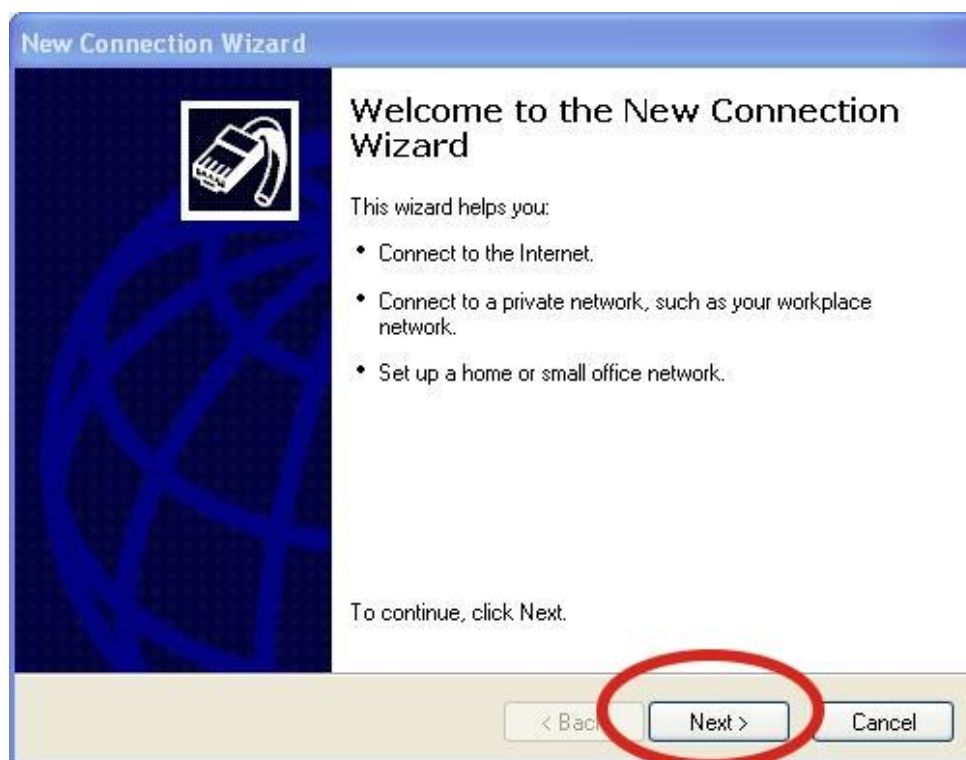 New Connection Wizard
Welcome to the New Connection
Wizard
This wizard helps you:
• Connect to the Internet.
• Connect to a private network, such as your workplace
network.
• Set up a home or small office network.
To continue, click Next.
< Back Next > Cancel